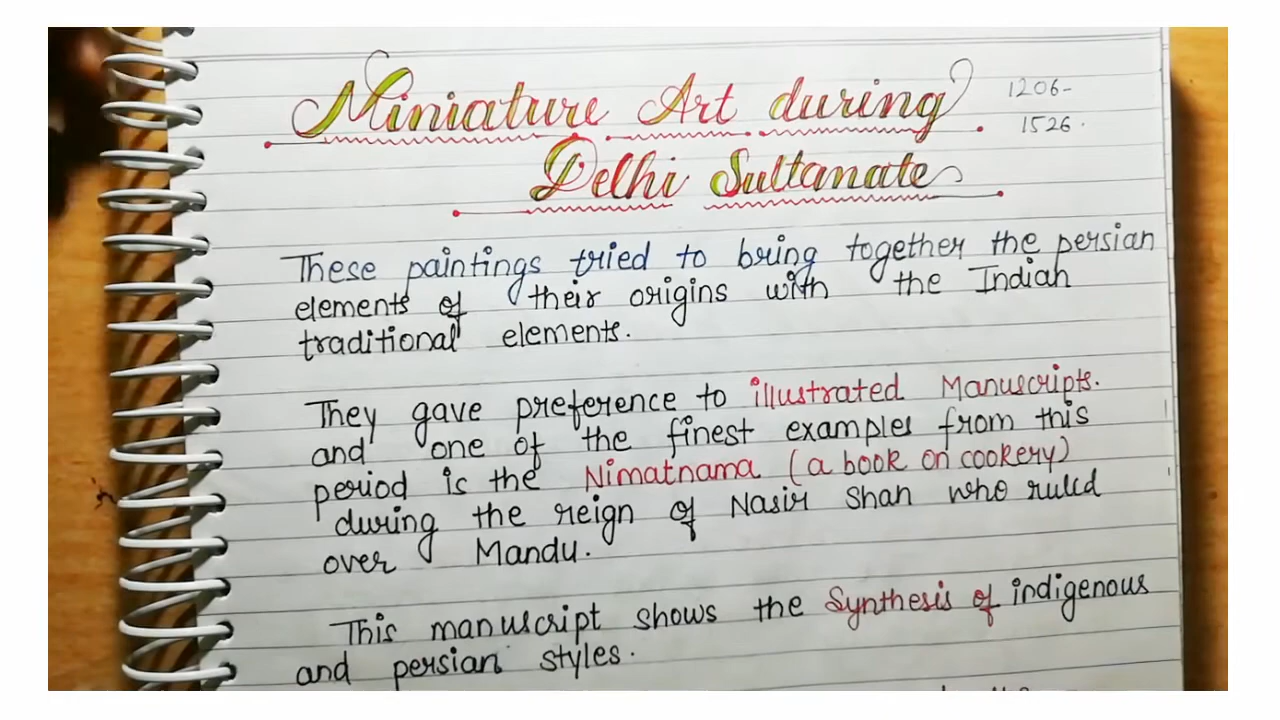 Miniature Art during
1206-
1526.
Delhi Sultanate
These paintings tried to bring together the persian
elements of their origins with the Indian
traditional elements.
They gave preference to illustrated Manuscripts.
and one of the finest examples from this
period is the Nimatnama (a book on cookery)
during the reign of Nasir Shah who ruled
over Mandu.
This manuscript shows the Synthesis of indigenous
and persian styles.